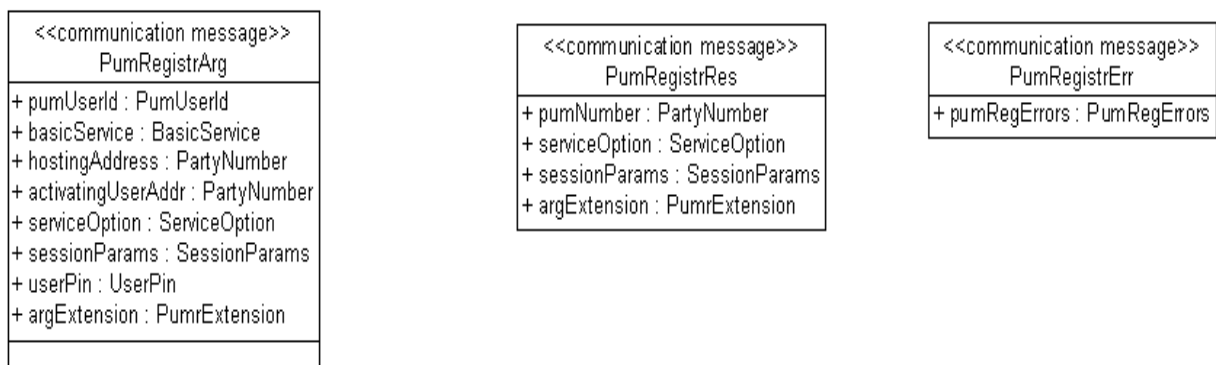 <<communication message>>
PumRegistrArg
+ pumUserId : PumUserId
+ basicService : BasicService
+ hostingAddress : PartyNumber
+ activatingUserAddr : PartyNumber
+ serviceOption : ServiceOption
+ sessionParams : SessionParams
+ userPin : UserPin
+ argExtension : PumrExtension
<<communication message>>
PumRegistrRes
+ pumNumber : PartyNumber
+ serviceOption : ServiceOption
+ sessionParams : SessionParams
+ argExtension : PumrExtension
<<communication message>>
PumRegistrErr
+ pumRegErrors : PumRegErrors